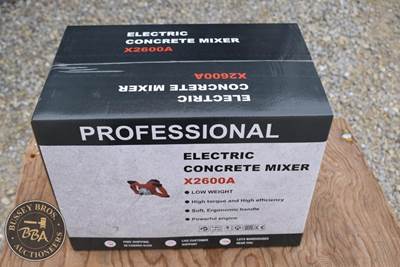 ELECTRIC
CONCRETE MIXER
X2600A
ELECTRIC
CONCRETE MIXER
X2600A
PROFESSIONAL
ELECTRIC
CONCRETE MIXER
X2600A
LOW WEIGHT
High torque and High efficiency
Soft, Ergonomic handle
Powerful engine
BASSEY BROS.
BBA
AUCTIONEERS